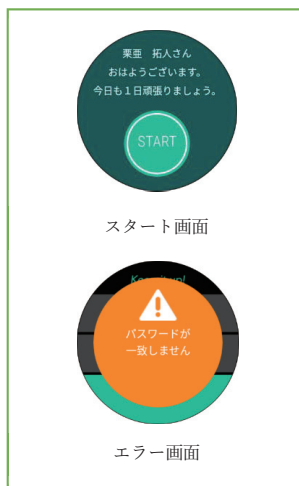 栗亜 拓人さん
おはようございます。
今日も1日頑張りましょう。
START
スタート画面
パスワードが
一致しません
エラー画面